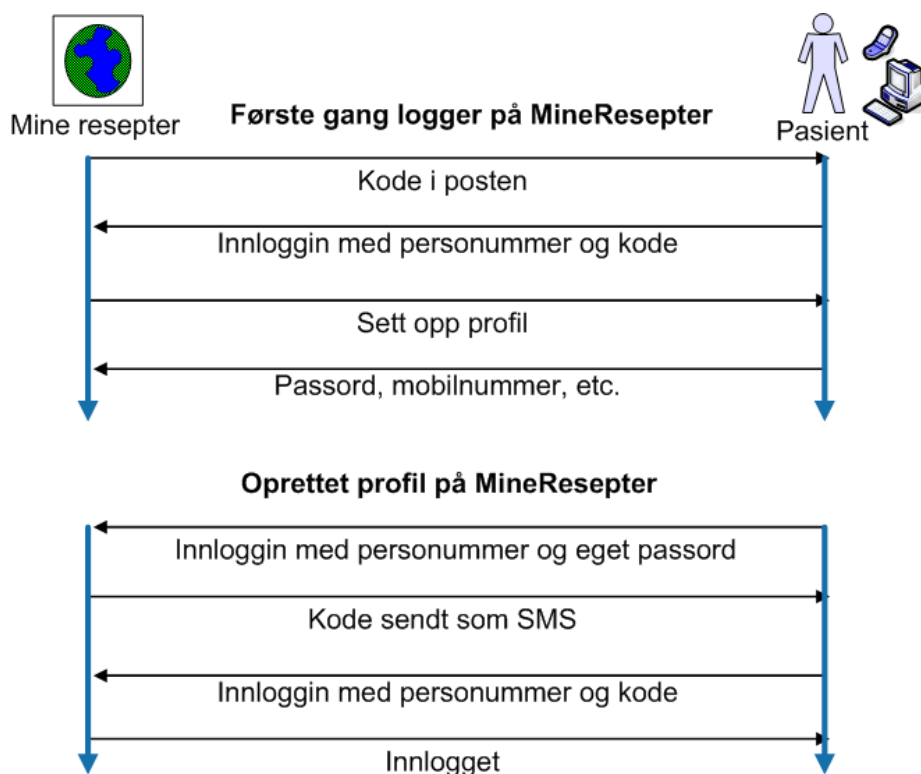 Mine resepter
Første gang logger på MineResepter
Pasient
Kode i posten
Innloggin med personummer og kode
Sett opp profil
Passord, mobilnummer, etc.
Oprettet profil på MineResepter
Innloggin med personummer og eget passord
Kode sendt som SMS
Innloggin med personummer og kode
Innlogget